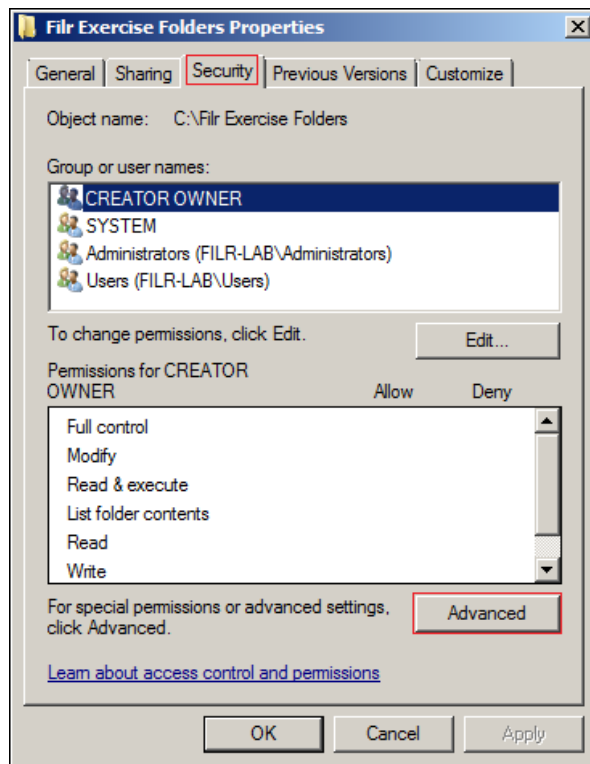 Filr Exercise Folders Properties
General Sharing Security Previous Versions Customize
Object name: C:\Filr Exercise Folders
Group or user names:
CREATOR OWNER
SYSTEM
Administrators (FILR-LAB\Administrators)
Users (FILR-LAB\Users)
To change permissions, click Edit.
Edit...
Permissions for CREATOR
OWNER Allow Deny
Full control
Modify
Read & execute
List folder contents
Read
Write
For special permissions or advanced settings,
click Advanced.
Advanced
Learn about access control and permissions
OK Cancel Apply